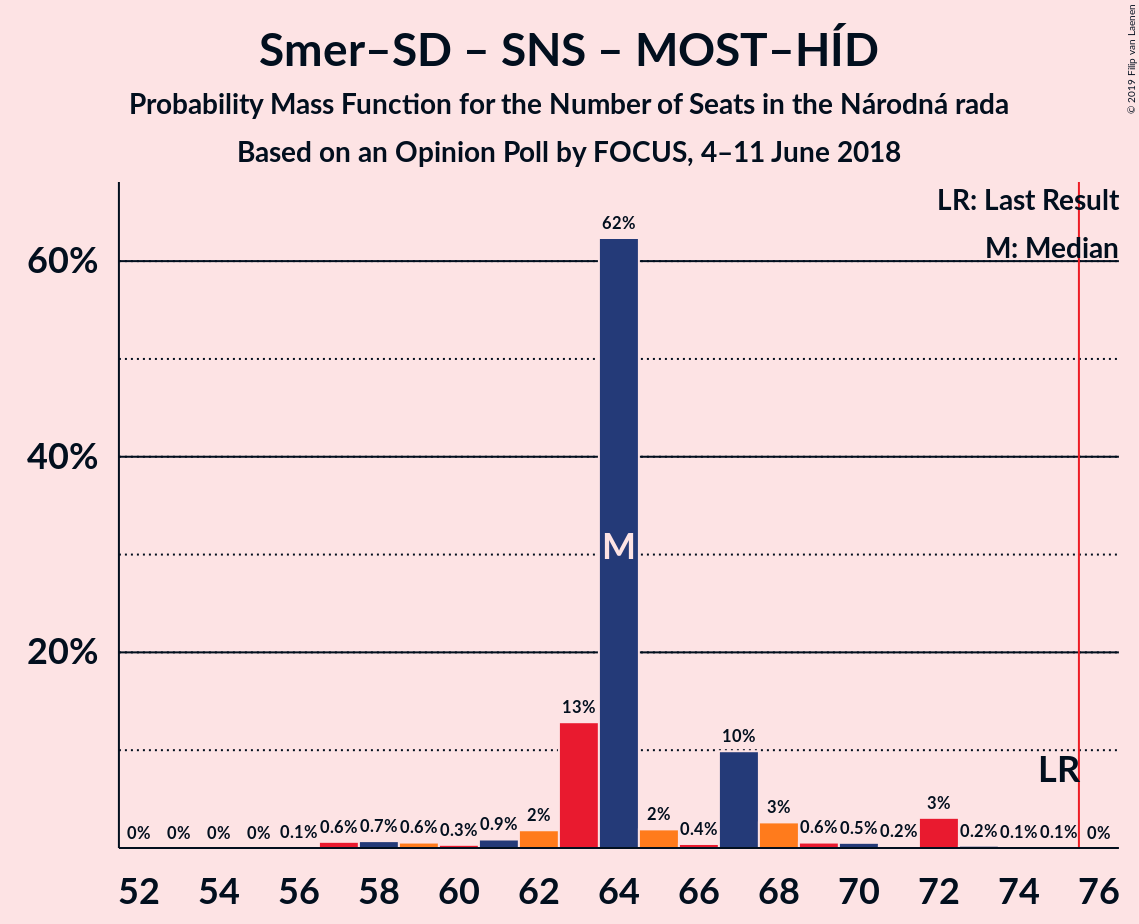 Smer–SD – SNS – MOST–HÍD
Probability Mass Function for the Number of Seats in the Národná rada
Based on an Opinion Poll by FOCUS, 4–11 June 2018
© 2019 Filip van Laenen
LR: Last Result
M: Median
60%
40%
20%
0% 0% 0% 0% 0.1% 0.6% 0.7% 0.6% 0.3% 0.9% 2% 13% 62% 2% 0.4% 10% 3% 0.6% 0.5% 0.2% 3% 0.2% 0.1% 0.1% 0%
M
LR
52 54 56 58 60 62 64 66 68 70 72 74 76